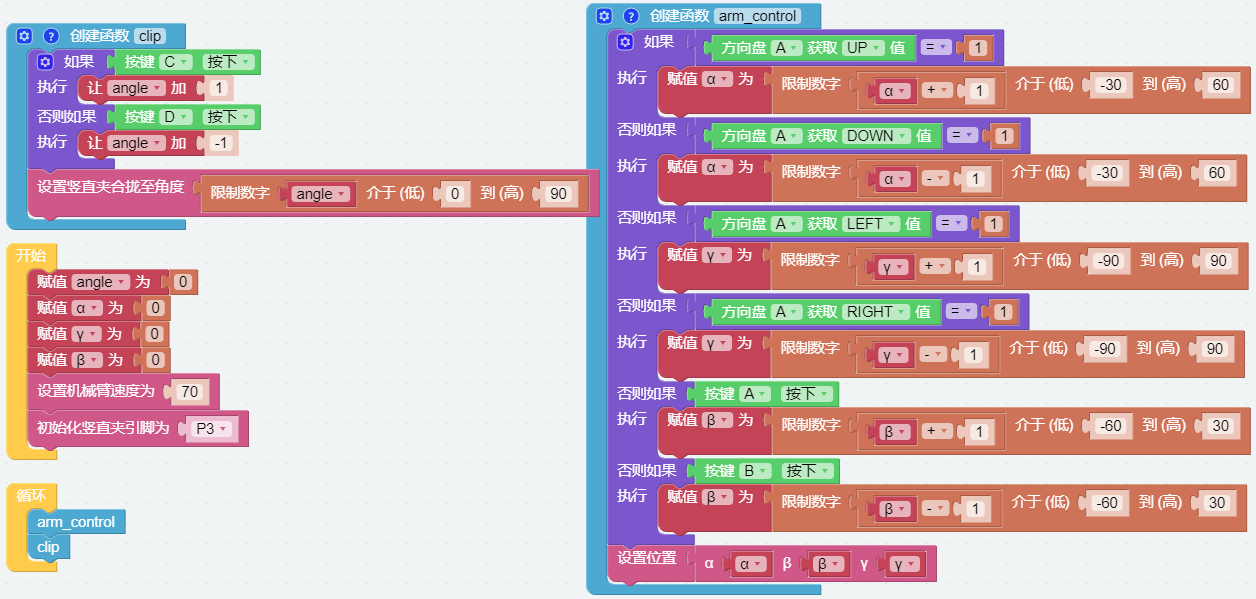 创建函数 clip
如果 按键 C 按下
执行 让 angle 加 1
否则如果 按键 D 按下
执行 让 angle 加 -1
设置竖直夹合拢至角度 限制数字 angle 介于 (低) 0 到 (高) 90
开始
赋值 angle 为 0
赋值 α 为 0
赋值 γ 为 0
赋值 β 为 0
设置机械臂速度为 70
初始化竖直夹引脚为 P3
循环
arm_control
clip
创建函数 arm_control
如果 方向盘 A 获取 UP 值 = 1
执行 赋值 α 为 限制数字 α + 1 介于 (低) -30 到 (高) 60
否则如果 方向盘 A 获取 DOWN 值 = 1
执行 赋值 α 为 限制数字 α - 1 介于 (低) -30 到 (高) 60
否则如果 方向盘 A 获取 LEFT 值 = 1
执行 赋值 γ 为 限制数字 γ + 1 介于 (低) -90 到 (高) 90
否则如果 方向盘 A 获取 RIGHT 值 = 1
执行 赋值 γ 为 限制数字 γ - 1 介于 (低) -90 到 (高) 90
否则如果 按键 A 按下
执行 赋值 β 为 限制数字 β + 1 介于 (低) -60 到 (高) 30
否则如果 按键 B 按下
执行 赋值 β 为 限制数字 β - 1 介于 (低) -60 到 (高) 30
设置位置 α α β β γ γ